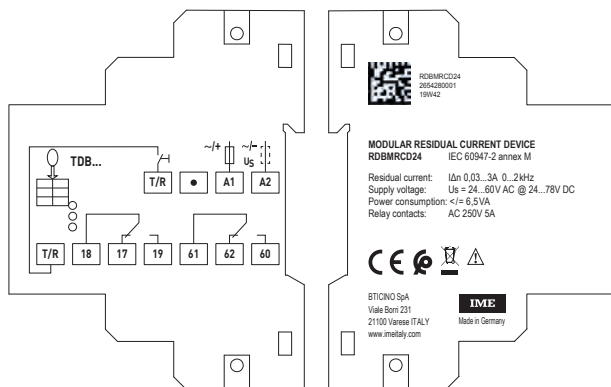 ~/+
~/-
Us
TDB...
T/R
●
A1
A2
T/R
18
17
19
61
62
60
RDBMRCD24
2654280001
19W42
MODULAR RESIDUAL CURRENT DEVICE
RDBMRCD24 IEC 60947-2 annex M
Residual current: IΔn 0,03...3A 0...2kHz
Supply voltage: Us = 24...60V AC @ 24...78V DC
Power consumption: </= 6,5VA
Relay contacts: AC 250V 5A
CE
BTICINO SpA
Viale Borri 231
21100 Varese ITALY
www.imeitaly.com
IME
Made in Germany